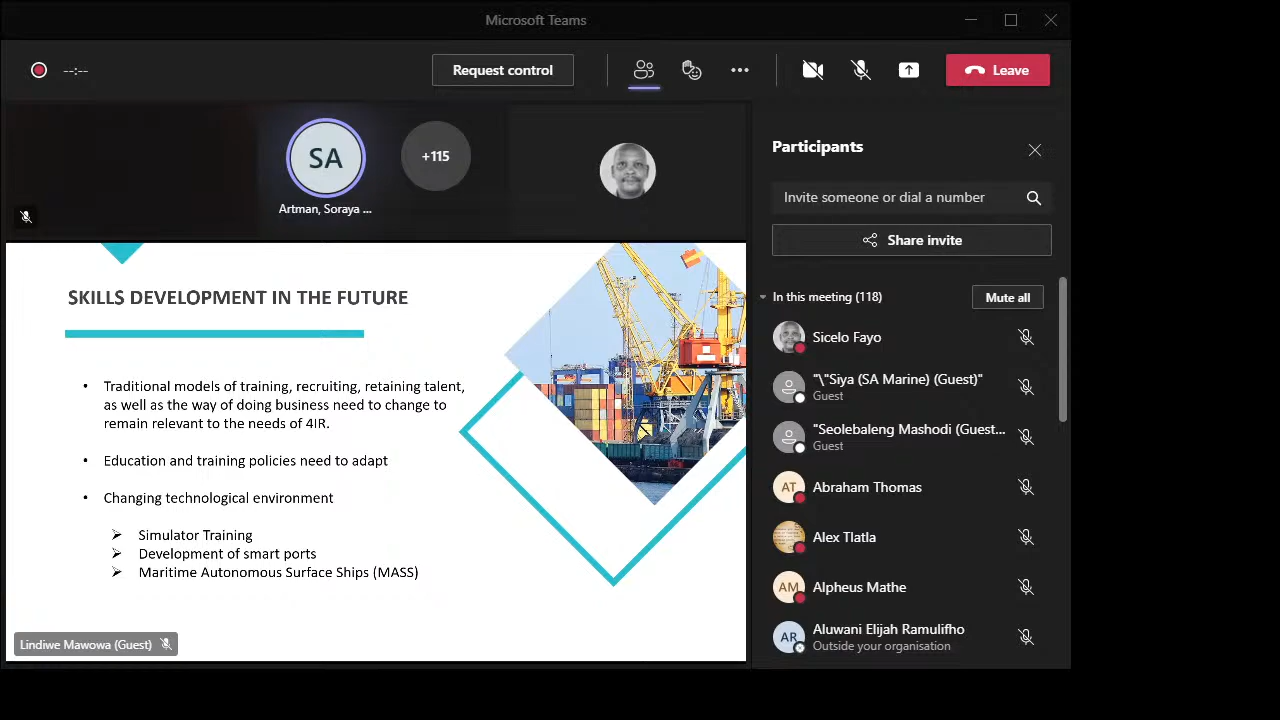 Microsoft Teams
--:--
Request control
Leave
SA
+115
Artman, Soraya ...
Participants
Invite someone or dial a number
Share invite
In this meeting (118)
Mute all
Sicelo Fayo
"\"Siya (SA Marine) (Guest)"
Guest
"Seolebaleng Mashodi (Guest...
Guest
AT
Abraham Thomas
Alex Tlatla
AM
Alpheus Mathe
AR
Aluwani Elijah Ramulifho
Outside your organisation
SKILLS DEVELOPMENT IN THE FUTURE
• Traditional models of training, recruiting, retaining talent,
as well as the way of doing business need to change to
remain relevant to the needs of 4IR.
• Education and training policies need to adapt
• Changing technological environment
➢ Simulator Training
➢ Development of smart ports
➢ Maritime Autonomous Surface Ships (MASS)
Lindiwe Mawowa (Guest)